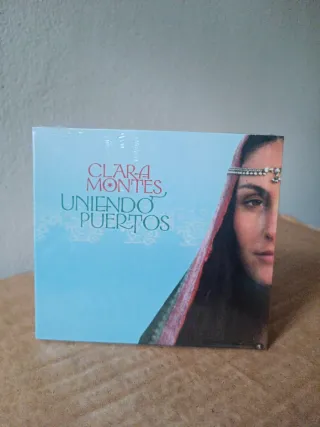 CLARA
MONTES
UNIENDO
PUERTOS